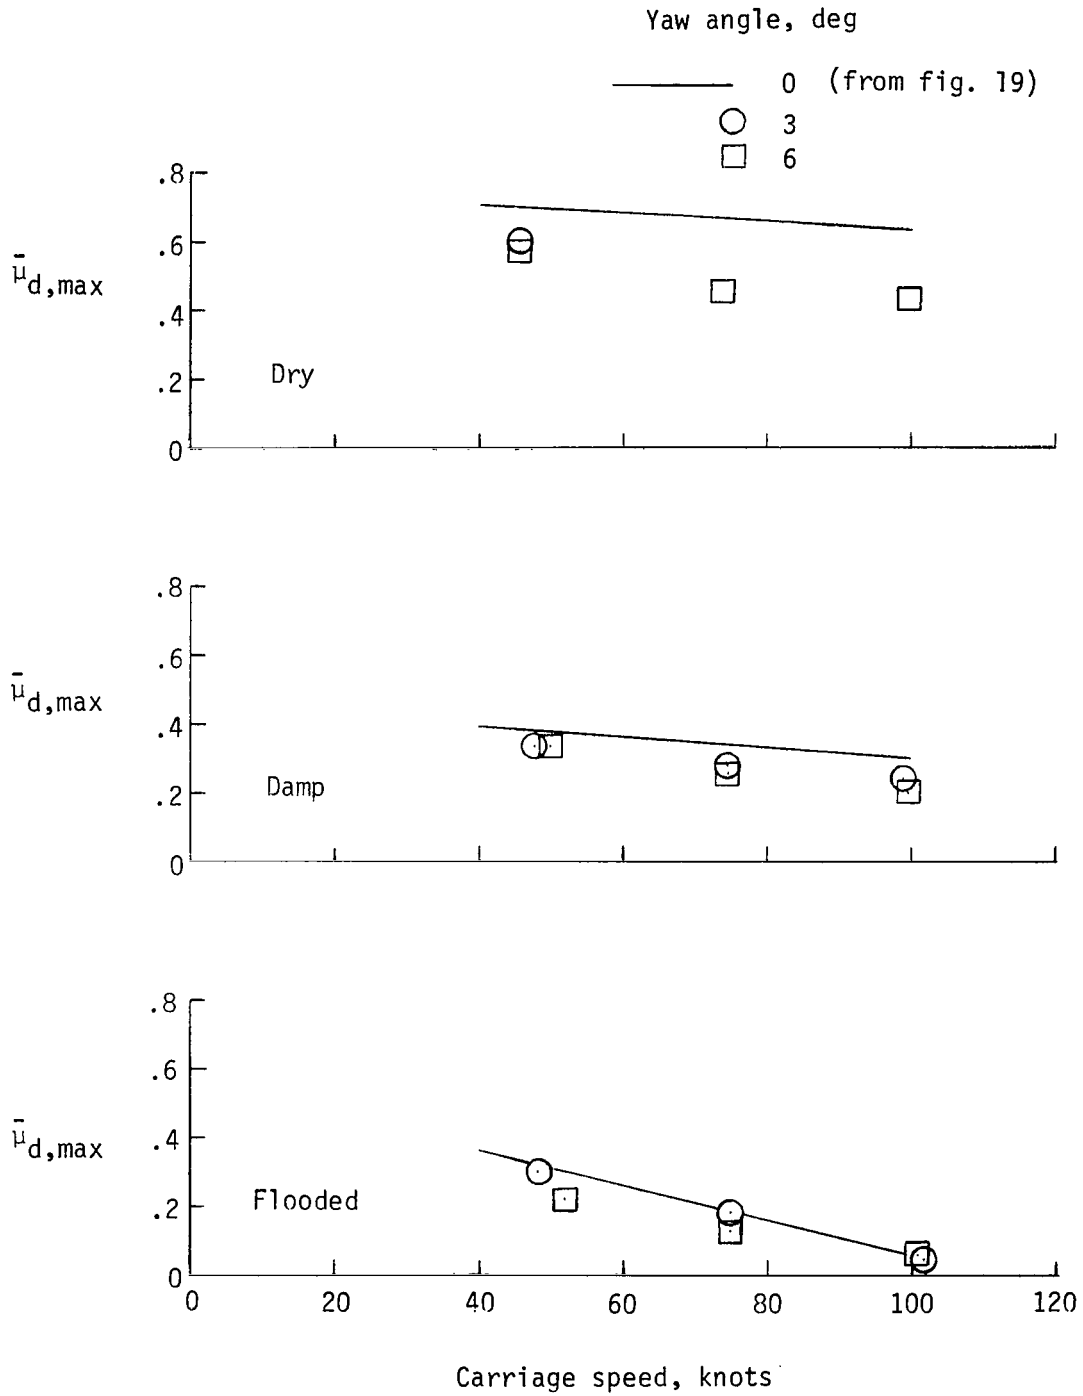 Yaw angle, deg
0 (from fig. 19)
3
6
.8
.6
μ̄d,max
.4
.2
Dry
0
.8
.6
μ̄d,max
.4
.2
Damp
0
.8
.6
μ̄d,max
.4
.2
Flooded
0
0 20 40 60 80 100 120
Carriage speed, knots